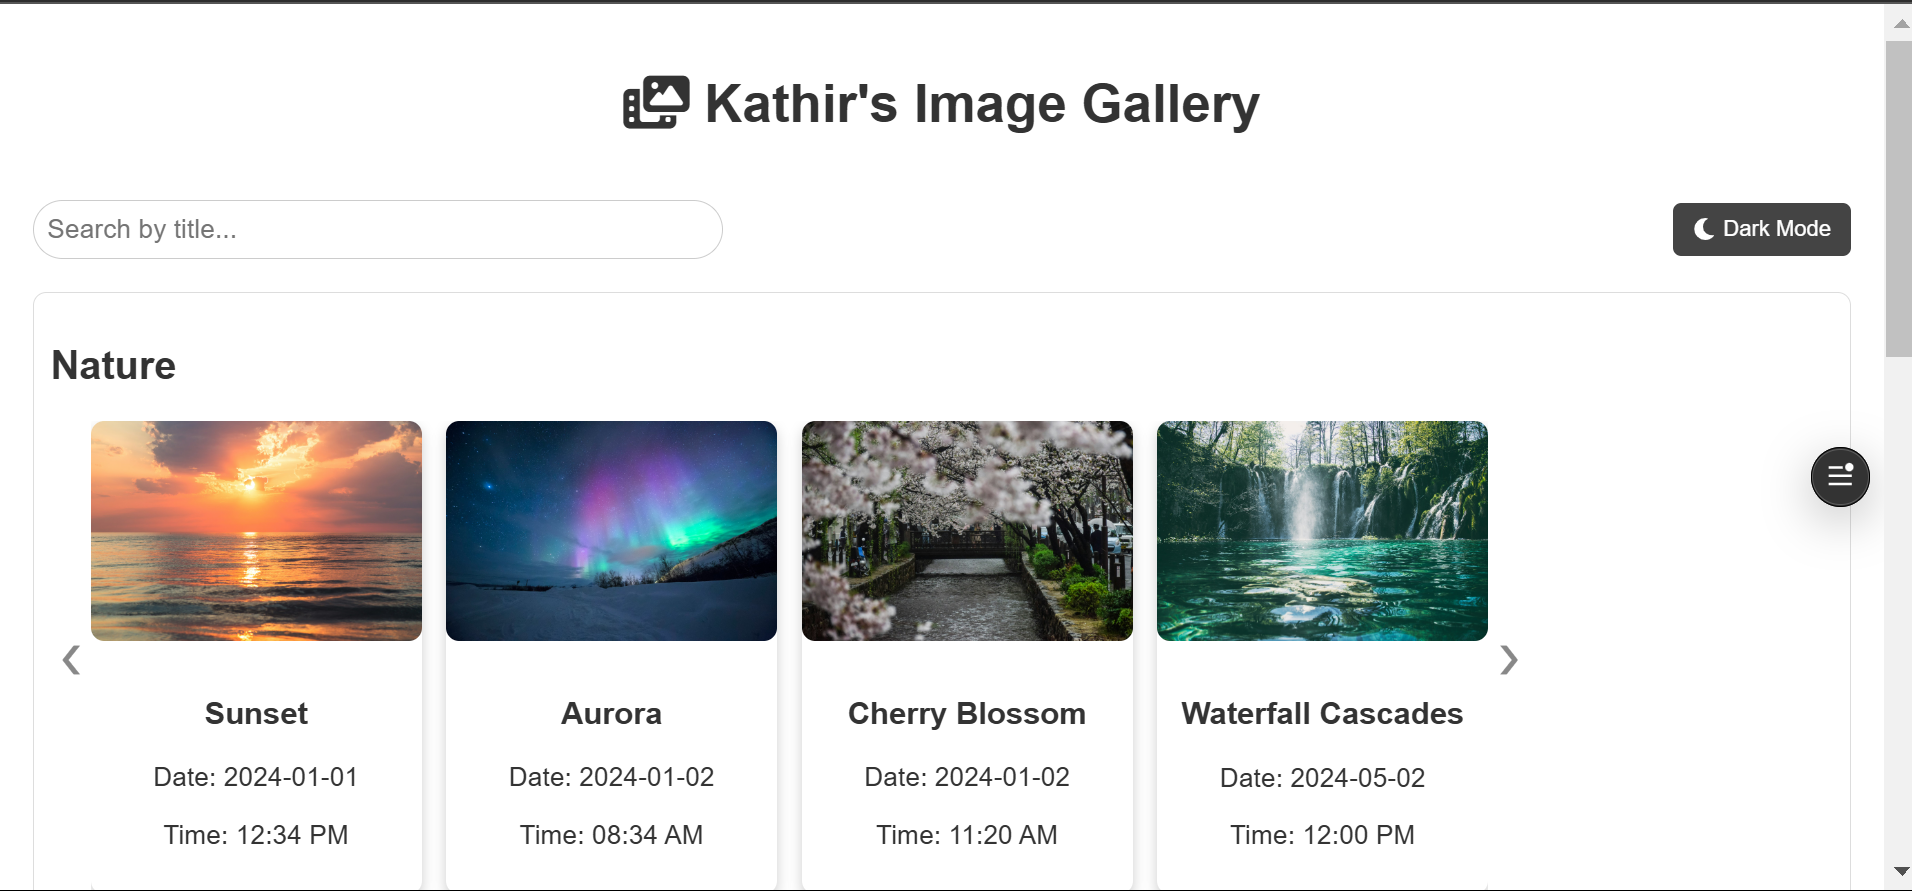 Kathir's Image Gallery
Search by title...
Dark Mode
Nature
Sunset
Date: 2024-01-01
Time: 12:34 PM
Aurora
Date: 2024-01-02
Time: 08:34 AM
Cherry Blossom
Date: 2024-01-02
Time: 11:20 AM
Waterfall Cascades
Date: 2024-05-02
Time: 12:00 PM